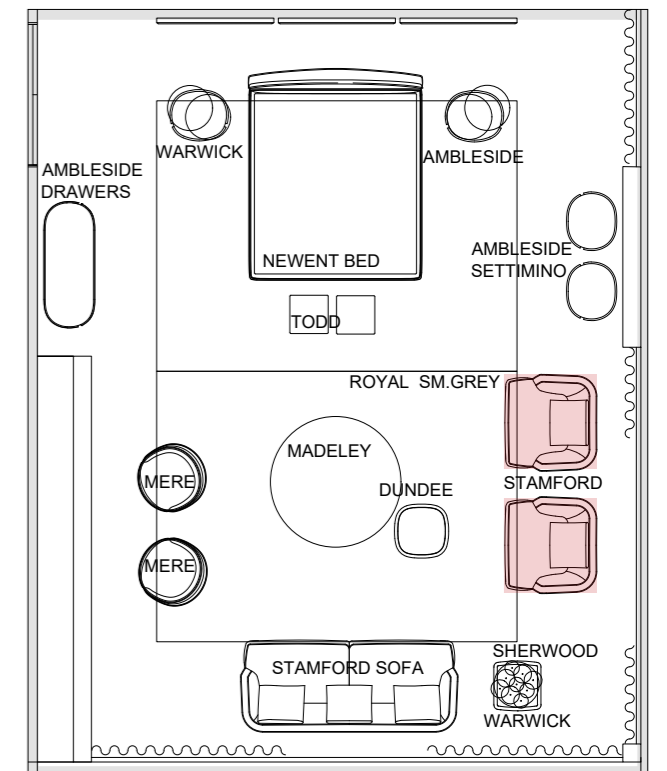 WARWICK
AMBLESIDE
AMBLESIDE
DRAWERS
AMBLESIDE
SETTIMINO
NEWENT BED
TODD
ROYAL SM.GREY
MADELEY
MERE
DUNDEE
STAMFORD
MERE
SHERWOOD
STAMFORD SOFA
WARWICK